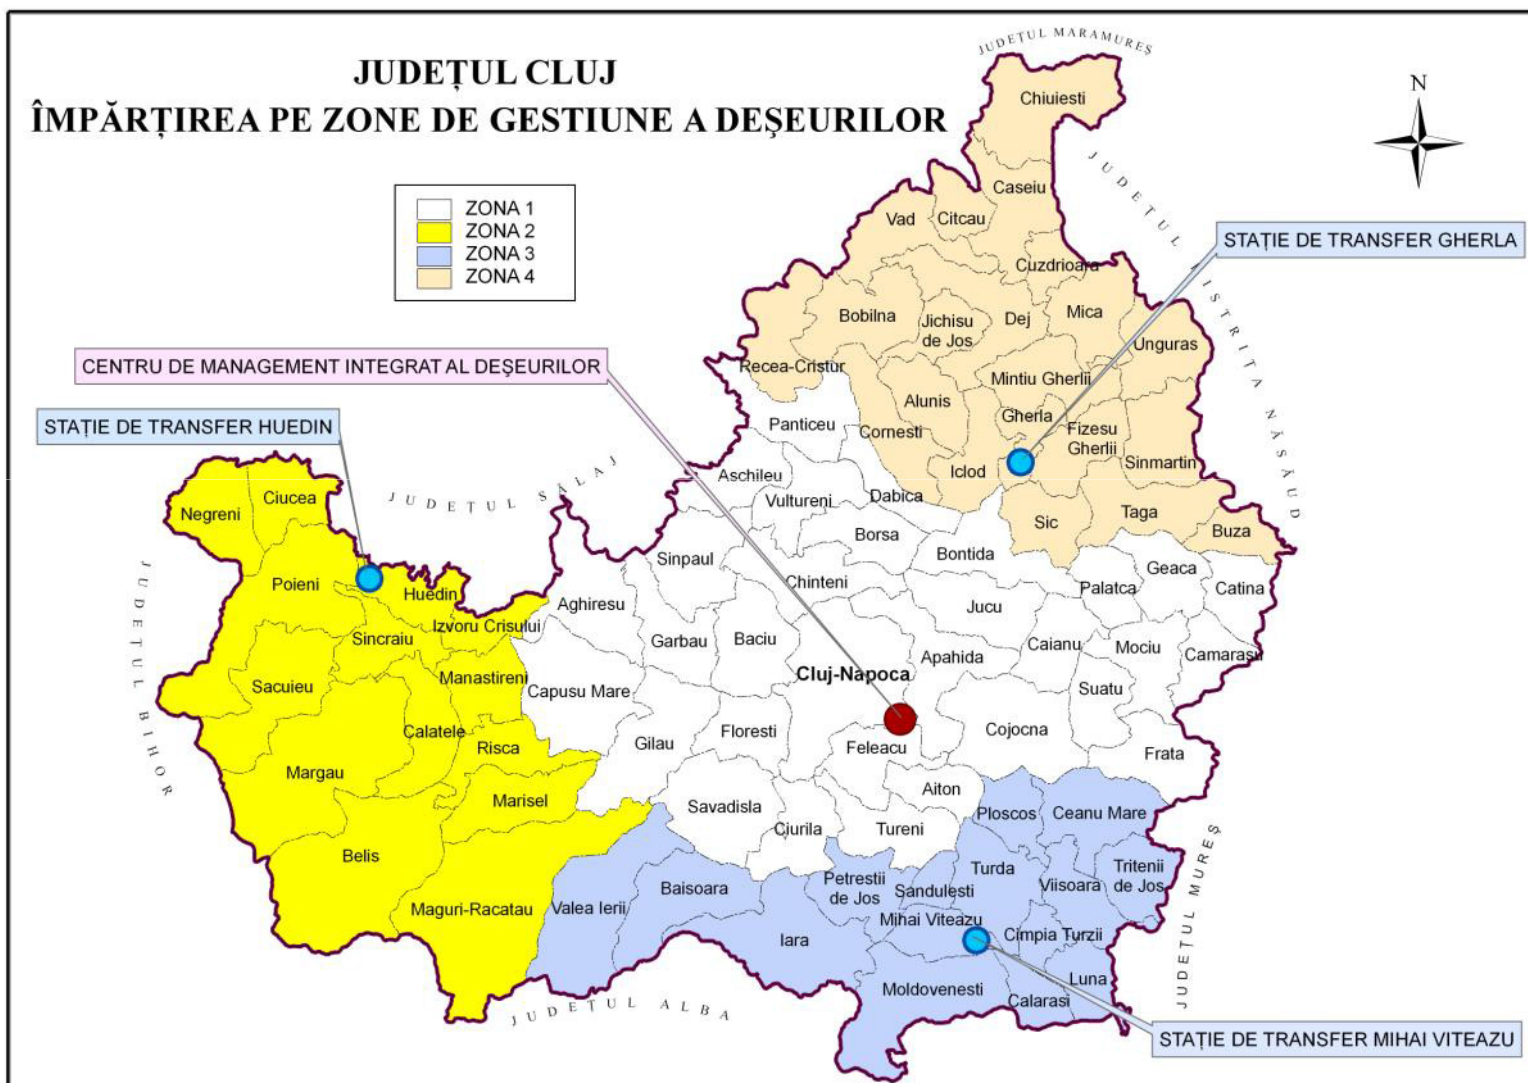 JUDEȚUL CLUJ
ÎMPĂRȚIREA PE ZONE DE GESTIUNE A DEŞEURILOR
JUDEȚUL MARAMUREȘ
N
ZONA 1
ZONA 2
ZONA 3
ZONA 4
STAȚIE DE TRANSFER GHERLA
CENTRU DE MANAGEMENT INTEGRAT AL DEŞEURILOR
STAȚIE DE TRANSFER HUEDIN
STAȚIE DE TRANSFER MIHAI VITEAZU
JUDEȚUL
ISTRIȚA NĂSĂUD
JUDEȚUL SĂLAJ
JUDEȚUL BIHOR
JUDEȚUL ALBA
JUDEȚUL MUREȘ
Chiuiesti
Caseiu
Vad
Citcau
Cuzdrioara
Bobilna
Jichisu
de Jos
Dej
Mica
Unguras
Recea-Cristur
Mintiu Gherlii
Alunis
Gherla
Panticeu
Cornesti
Fizesu
Gherlii
Iclod
Sinmartin
Aschileu
Vultureni
Dabica
Sic
Taga
Buza
Borsa
Bontida
Sinpaul
Chinteni
Geaca
Palatca
Catina
Aghiresu
Jucu
Garbau
Baciu
Caianu
Mociu
Camarasu
Apahida
Cluj-Napoca
Capusu Mare
Suatu
Floresti
Gilau
Feleacu
Cojocna
Frata
Aiton
Savadisla
Ciurila
Tureni
Negreni
Ciucea
Poieni
Huedin
Izvoru Crisului
Sincraiu
Sacuieu
Manastireni
Calatele
Risca
Margau
Marisel
Belis
Maguri-Racatau
Ploscos
Ceanu Mare
Turda
Viisoara
Tritenii
de Jos
Petrestii
de Jos
Sandulesti
Baisoara
Valea Ierii
Iara
Mihai Viteazu
Cimpia Turzii
Moldovenesti
Calarasi
Luna